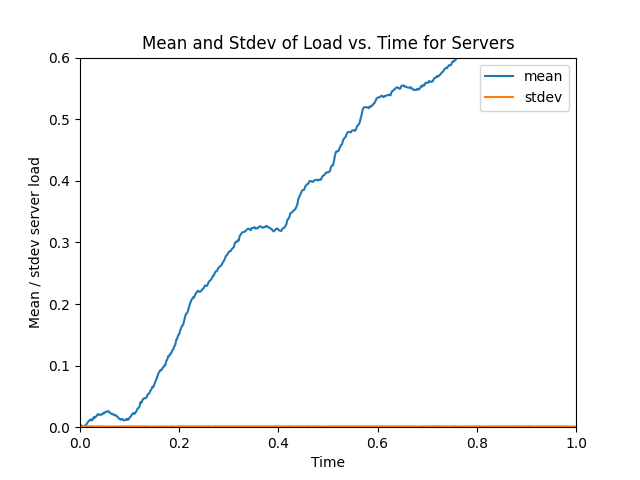 Mean and Stdev of Load vs. Time for Servers
mean
stdev
Mean / stdev server load
0.6
0.5
0.4
0.3
0.2
0.1
0.0
0.0 0.2 0.4 0.6 0.8 1.0
Time